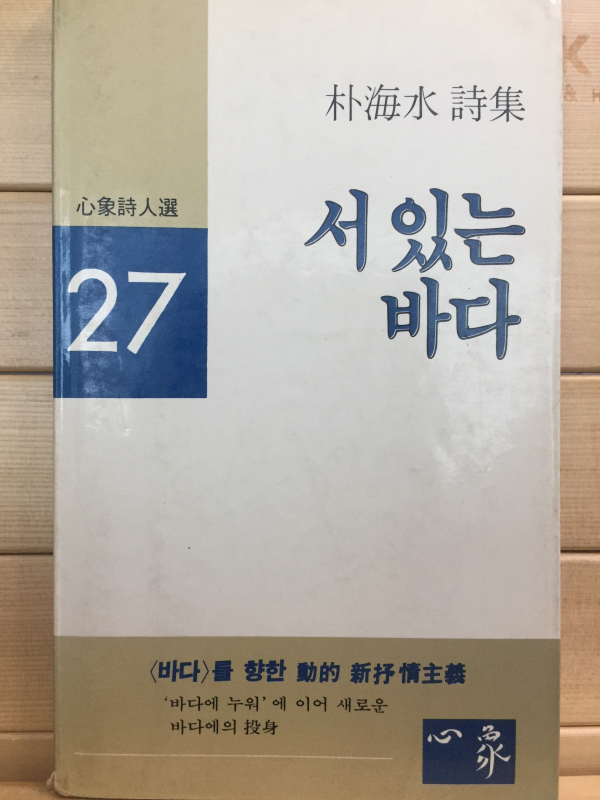 朴海水 詩集
心象詩人選
27
서 있는
바다
〈바다〉를 향한 動的 新抒情主義
‘바다에 누워’에 이어 새로운
바다에의 投身
心象